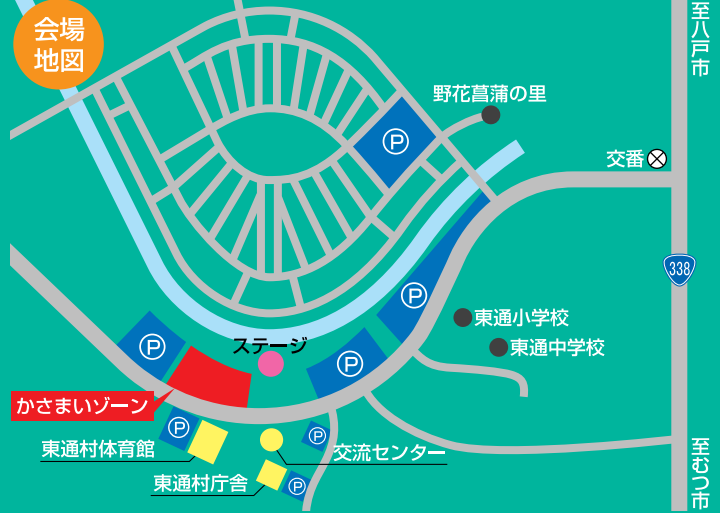 会場
地図
至八戸市
野花菖蒲の里
P
交番
338
P
東通小学校
東通中学校
P
ステージ
P
かさまいゾーン
P
P
東通村体育館
交流センター
東通村庁舎
P
至むつ市